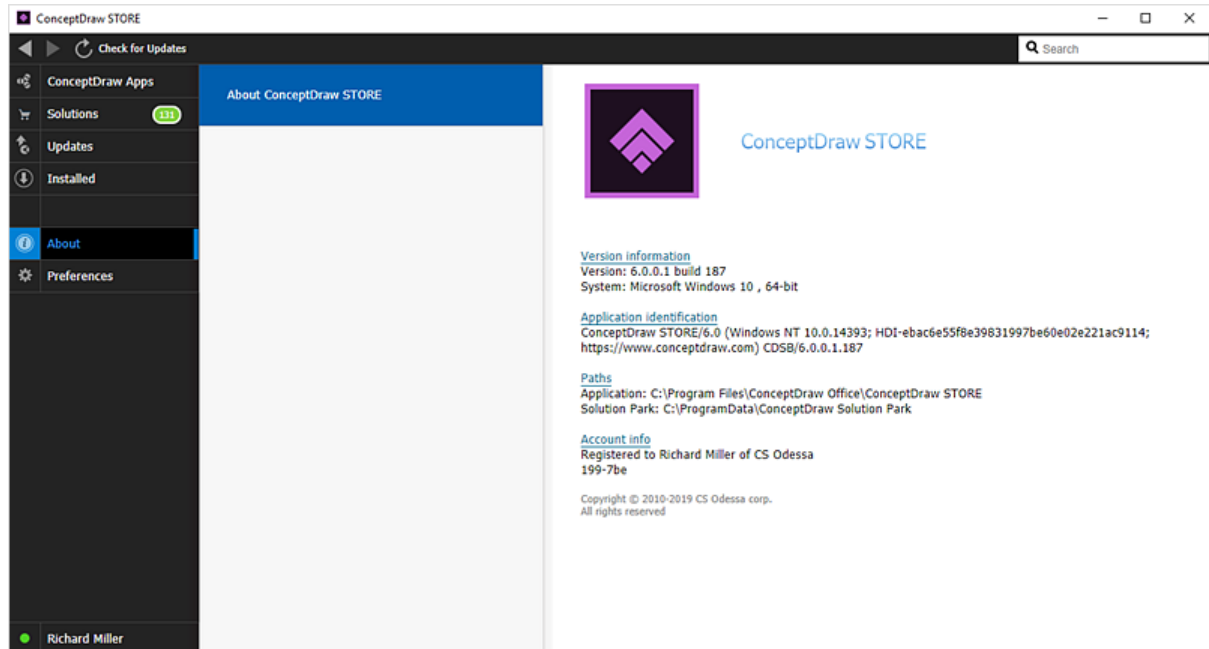 ConceptDraw STORE
Check for Updates
Search
ConceptDraw Apps
Solutions
131
Updates
Installed
About
Preferences
Richard Miller
About ConceptDraw STORE
ConceptDraw STORE
Version information
Version: 6.0.0.1 build 187
System: Microsoft Windows 10 , 64-bit
Application identification
ConceptDraw STORE/6.0 (Windows NT 10.0.14393; HDI-ebac6e55f8e39831997be60e02e221ac9114;
https://www.conceptdraw.com) CDSB/6.0.0.1.187
Paths
Application: C:\Program Files\ConceptDraw Office\ConceptDraw STORE
Solution Park: C:\ProgramData\ConceptDraw Solution Park
Account info
Registered to Richard Miller of CS Odessa
199-7be
Copyright © 2010-2019 CS Odessa corp.
All rights reserved